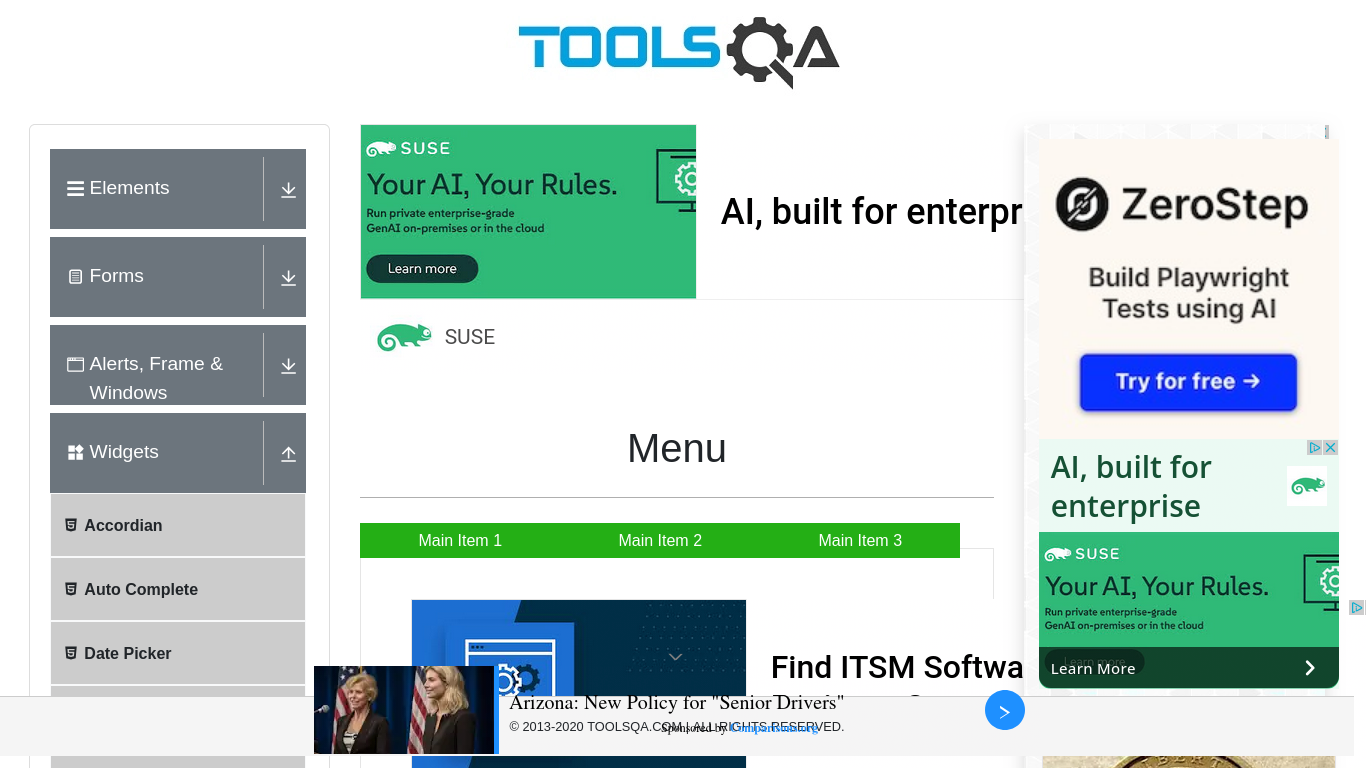 TOOLSQA
Elements
Forms
Alerts, Frame &
Windows
Widgets
Accordian
Auto Complete
Date Picker
SUSE
Your AI, Your Rules.
Run private enterprise-grade
GenAI on-premises or in the cloud
Learn more
AI, built for enterpr
SUSE
Menu
Main Item 1
Main Item 2
Main Item 3
Find ITSM Softwa
ZeroStep
Build Playwright
Tests using AI
Try for free →
AI, built for
enterprise
SUSE
Your AI, Your Rules.
Run private enterprise-grade
GenAI on-premises or in the cloud
Learn more
Learn More
Arizona: New Policy for "Senior Drivers"
© 2013-2020 TOOLSQA.COM | ALL RIGHTS RESERVED.
Sponsored by Comparisons.org